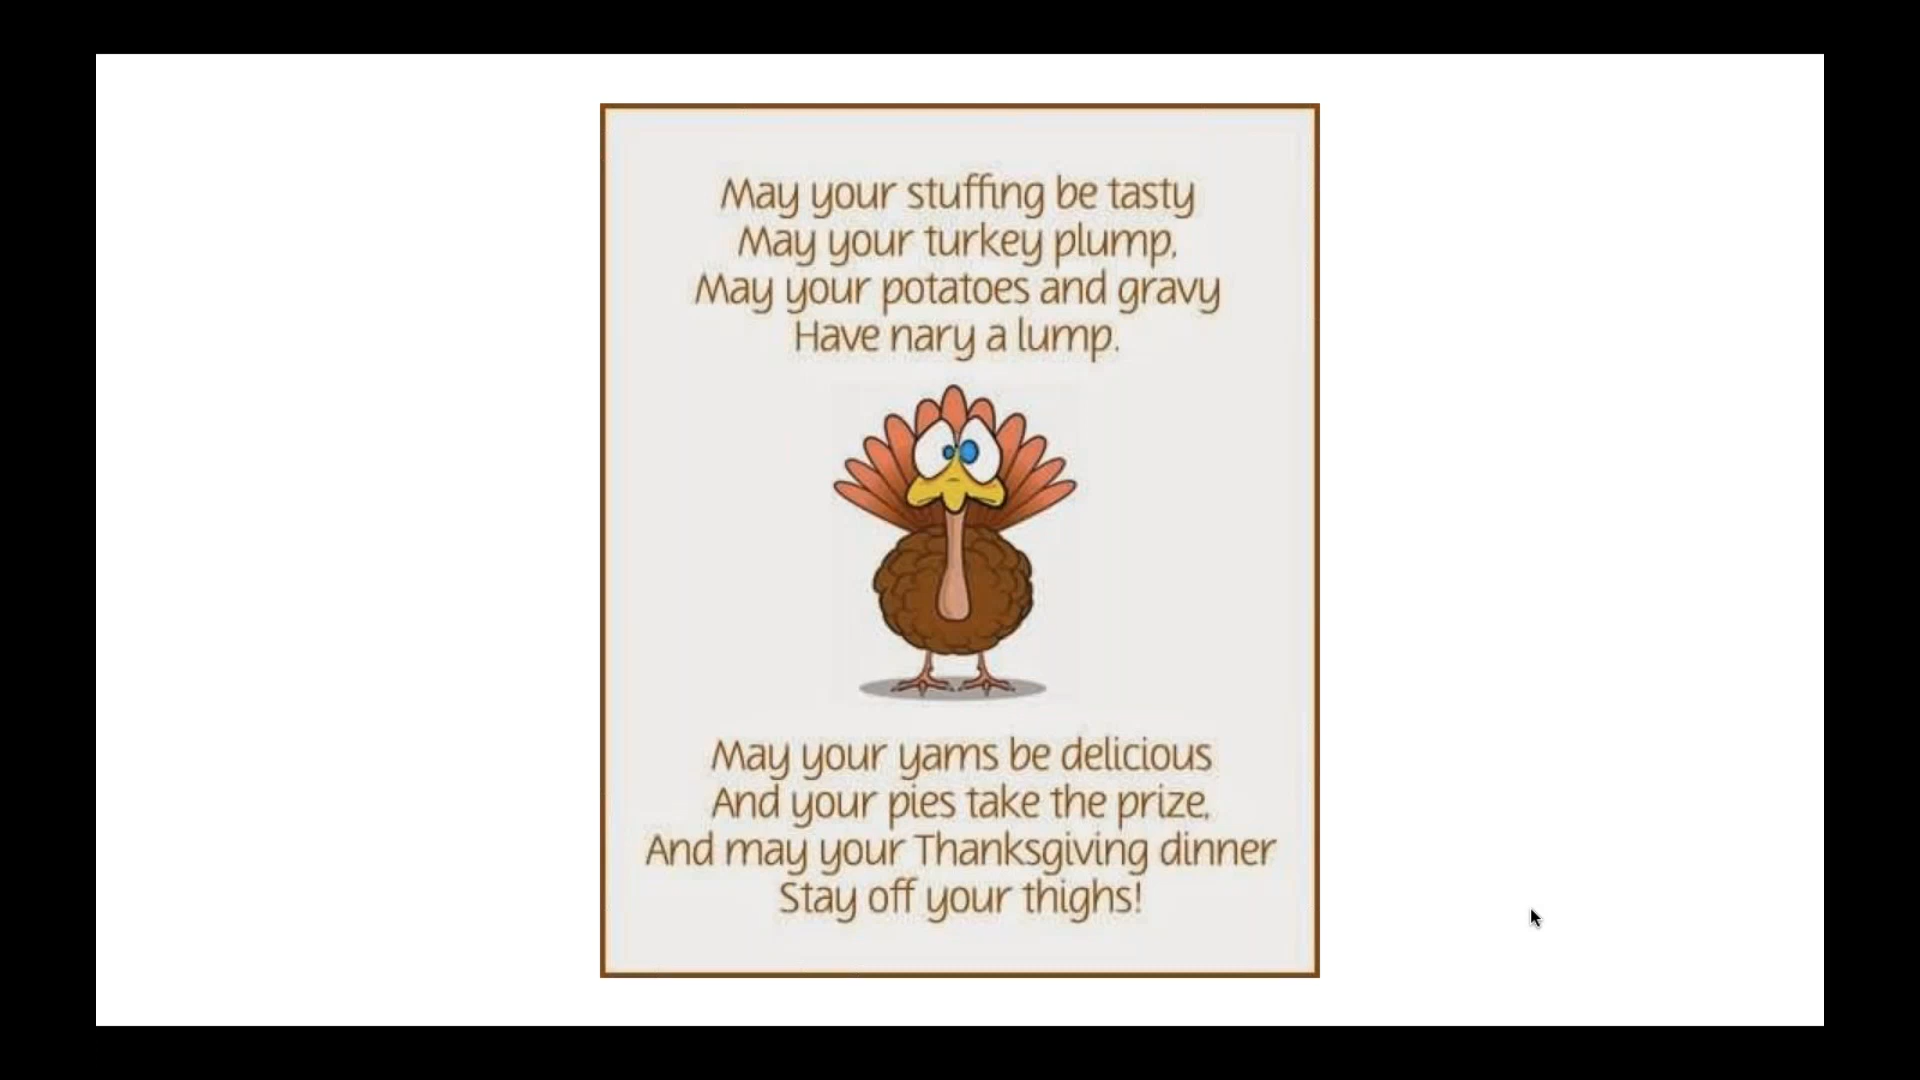 May your stuffing be tasty
May your turkey plump,
May your potatoes and gravy
Have nary a lump.
May your yams be delicious
And your pies take the prize,
And may your Thanksgiving dinner
Stay off your thighs!